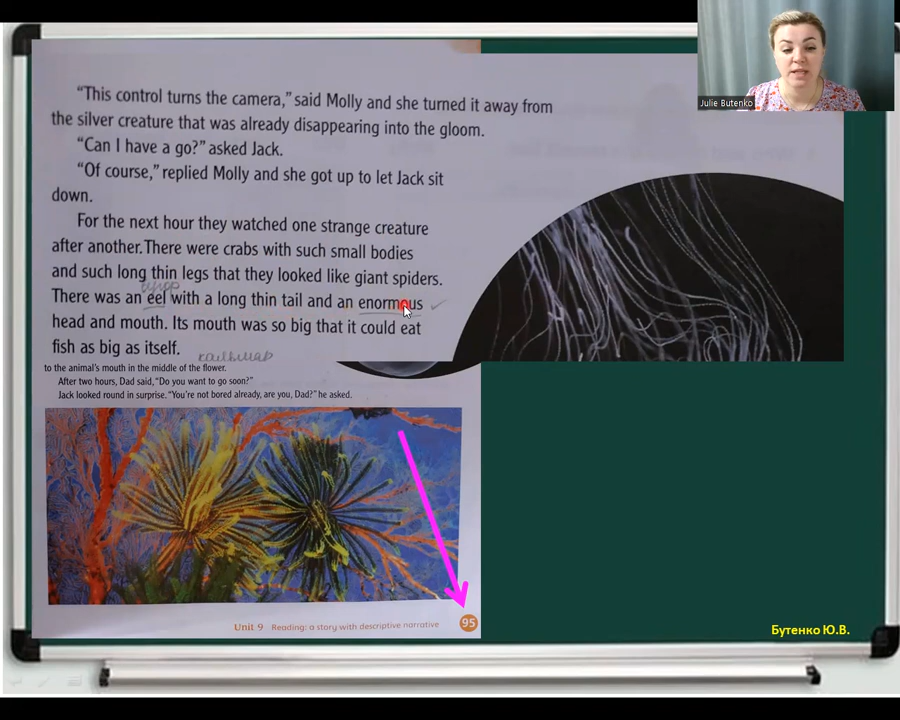 Julie Butenko
"This control turns the camera," said Molly and she turned it away from
the silver creature that was already disappearing into the gloom.
"Can I have a go?" asked Jack.
"Of course," replied Molly and she got up to let Jack sit
down.
For the next hour they watched one strange creature
after another. There were crabs with such small bodies
and such long thin legs that they looked like giant spiders.
There was an eel with a long thin tail and an enormous
head and mouth. Its mouth was so big that it could eat
fish as big as itself.
кальмар
to the animal's mouth in the middle of the flower.
After two hours, Dad said, "Do you want to go soon?"
Jack looked round in surprise. "You're not bored already, are you, Dad?" he asked.
Unit 9 Reading: a story with descriptive narrative 95
Бутенко Ю.В.